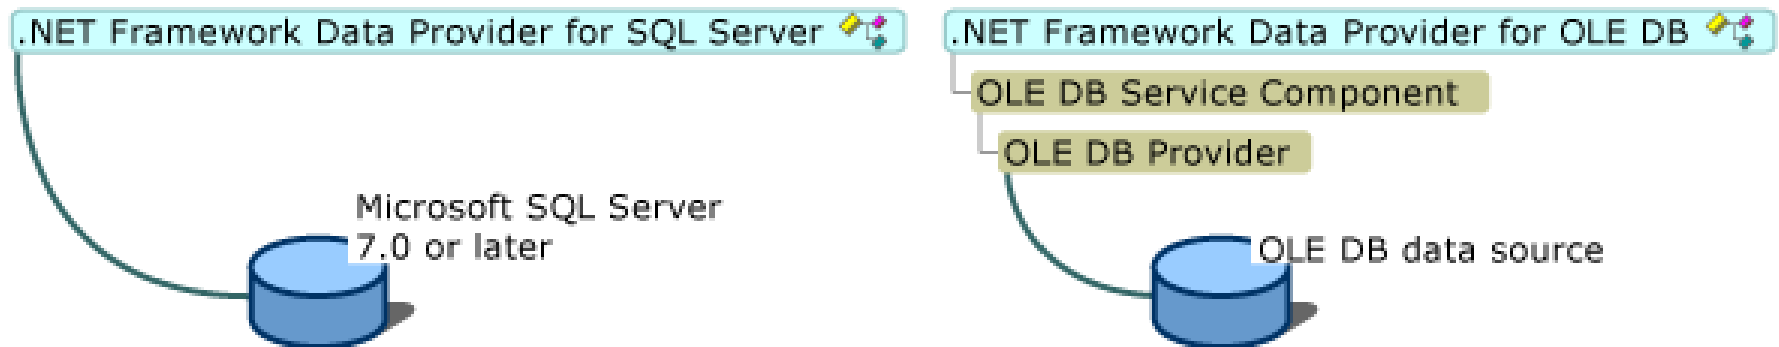 .NET Framework Data Provider for SQL Server
Microsoft SQL Server
7.0 or later
.NET Framework Data Provider for OLE DB
OLE DB Service Component
OLE DB Provider
OLE DB data source